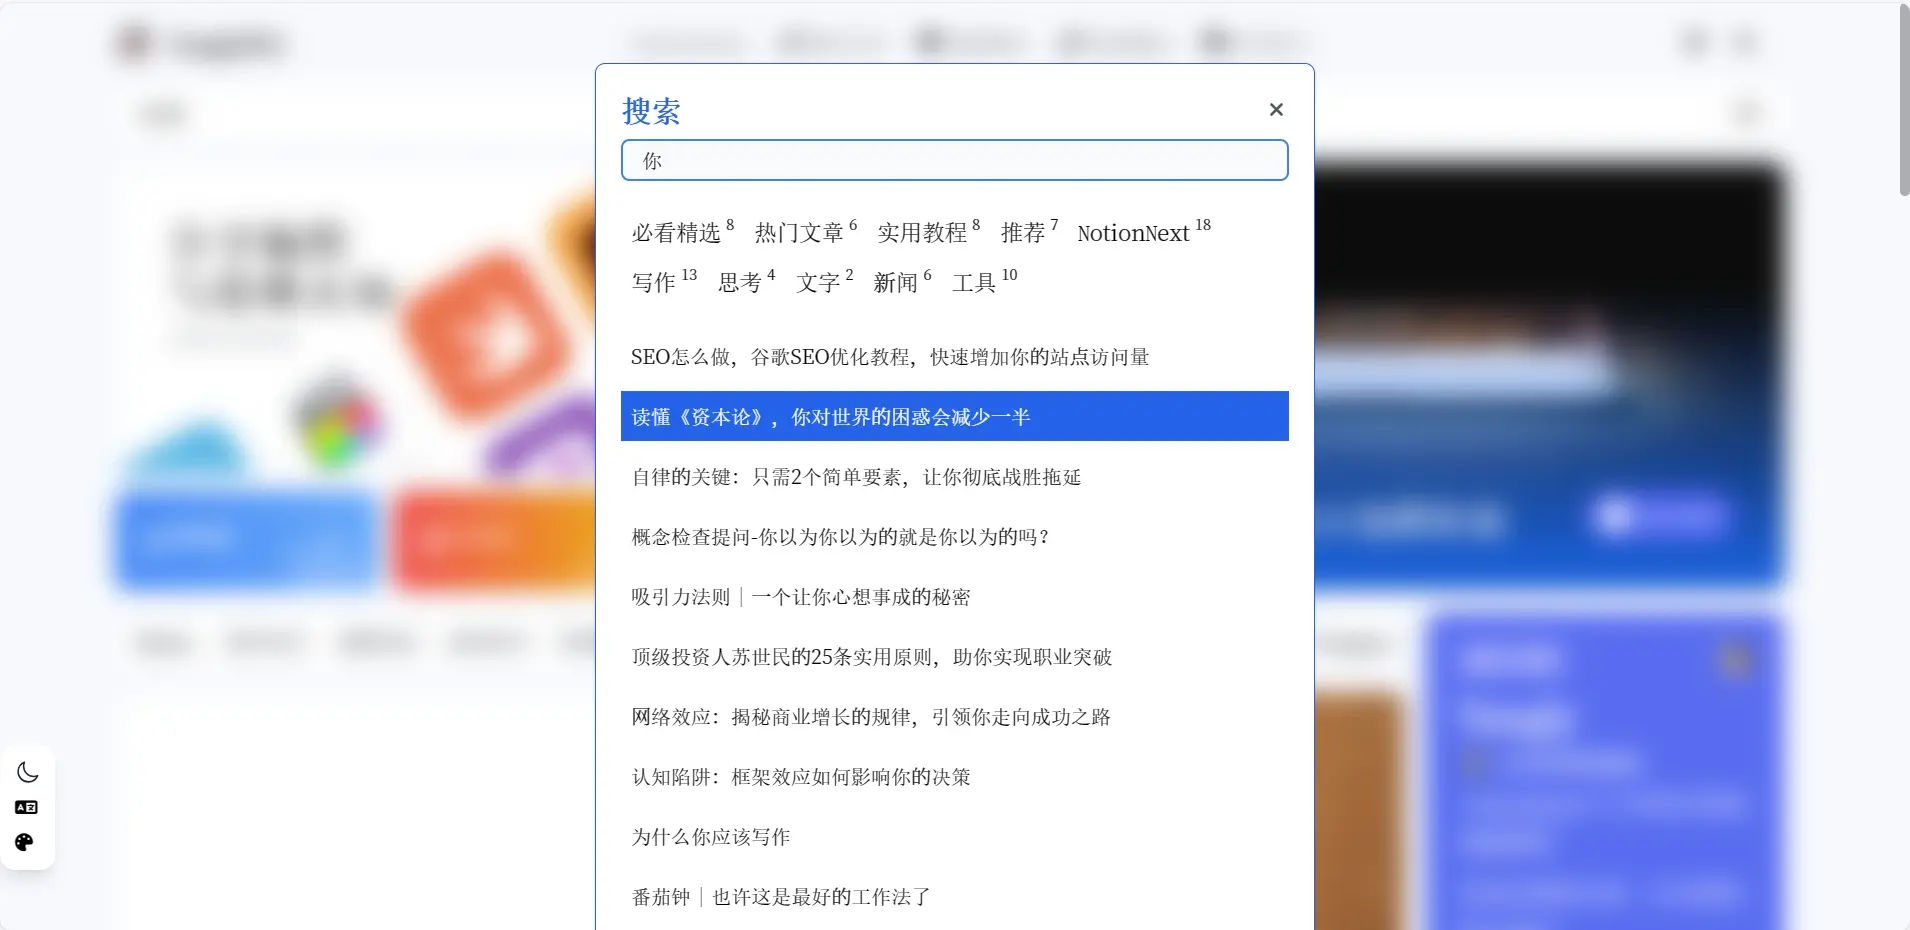 搜索
你
必看精选 8 热门文章 6 实用教程 8 推荐 7 NotionNext 18
写作 13 思考 4 文字 2 新闻 6 工具 10
SEO怎么做，谷歌SEO优化教程，快速增加你的站点访问量
读懂《资本论》，你对世界的困惑会减少一半
自律的关键：只需2个简单要素，让你彻底战胜拖延
概念检查提问-你以为你以为的就是你以为的吗？
吸引力法则｜一个让你心想事成的秘密
顶级投资人苏世民的25条实用原则，助你实现职业突破
网络效应：揭秘商业增长的规律，引领你走向成功之路
认知陷阱：框架效应如何影响你的决策
为什么你应该写作
番茄钟｜也许这是最好的工作法了